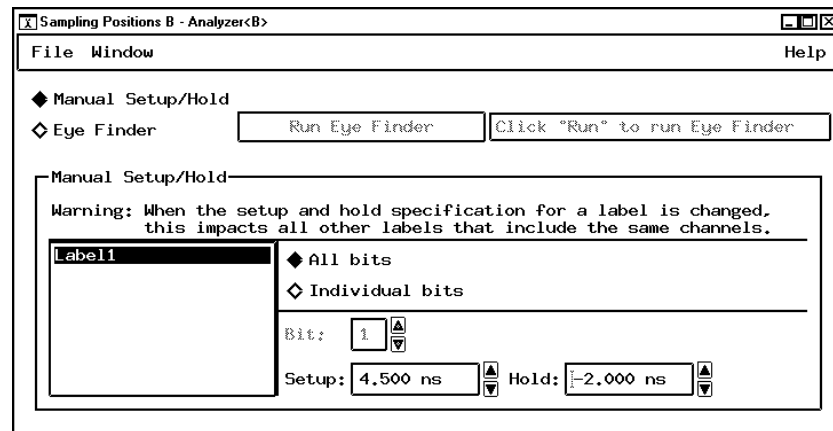 Sampling Positions B - Analyzer<B>
File Window Help
Manual Setup/Hold
Eye Finder Run Eye Finder Click "Run" to run Eye Finder
Manual Setup/Hold
Warning: When the setup and hold specification for a label is changed,
this impacts all other labels that include the same channels.
Label1
All bits
Individual bits
Bit: 1
Setup: 4.500 ns Hold: -2.000 ns